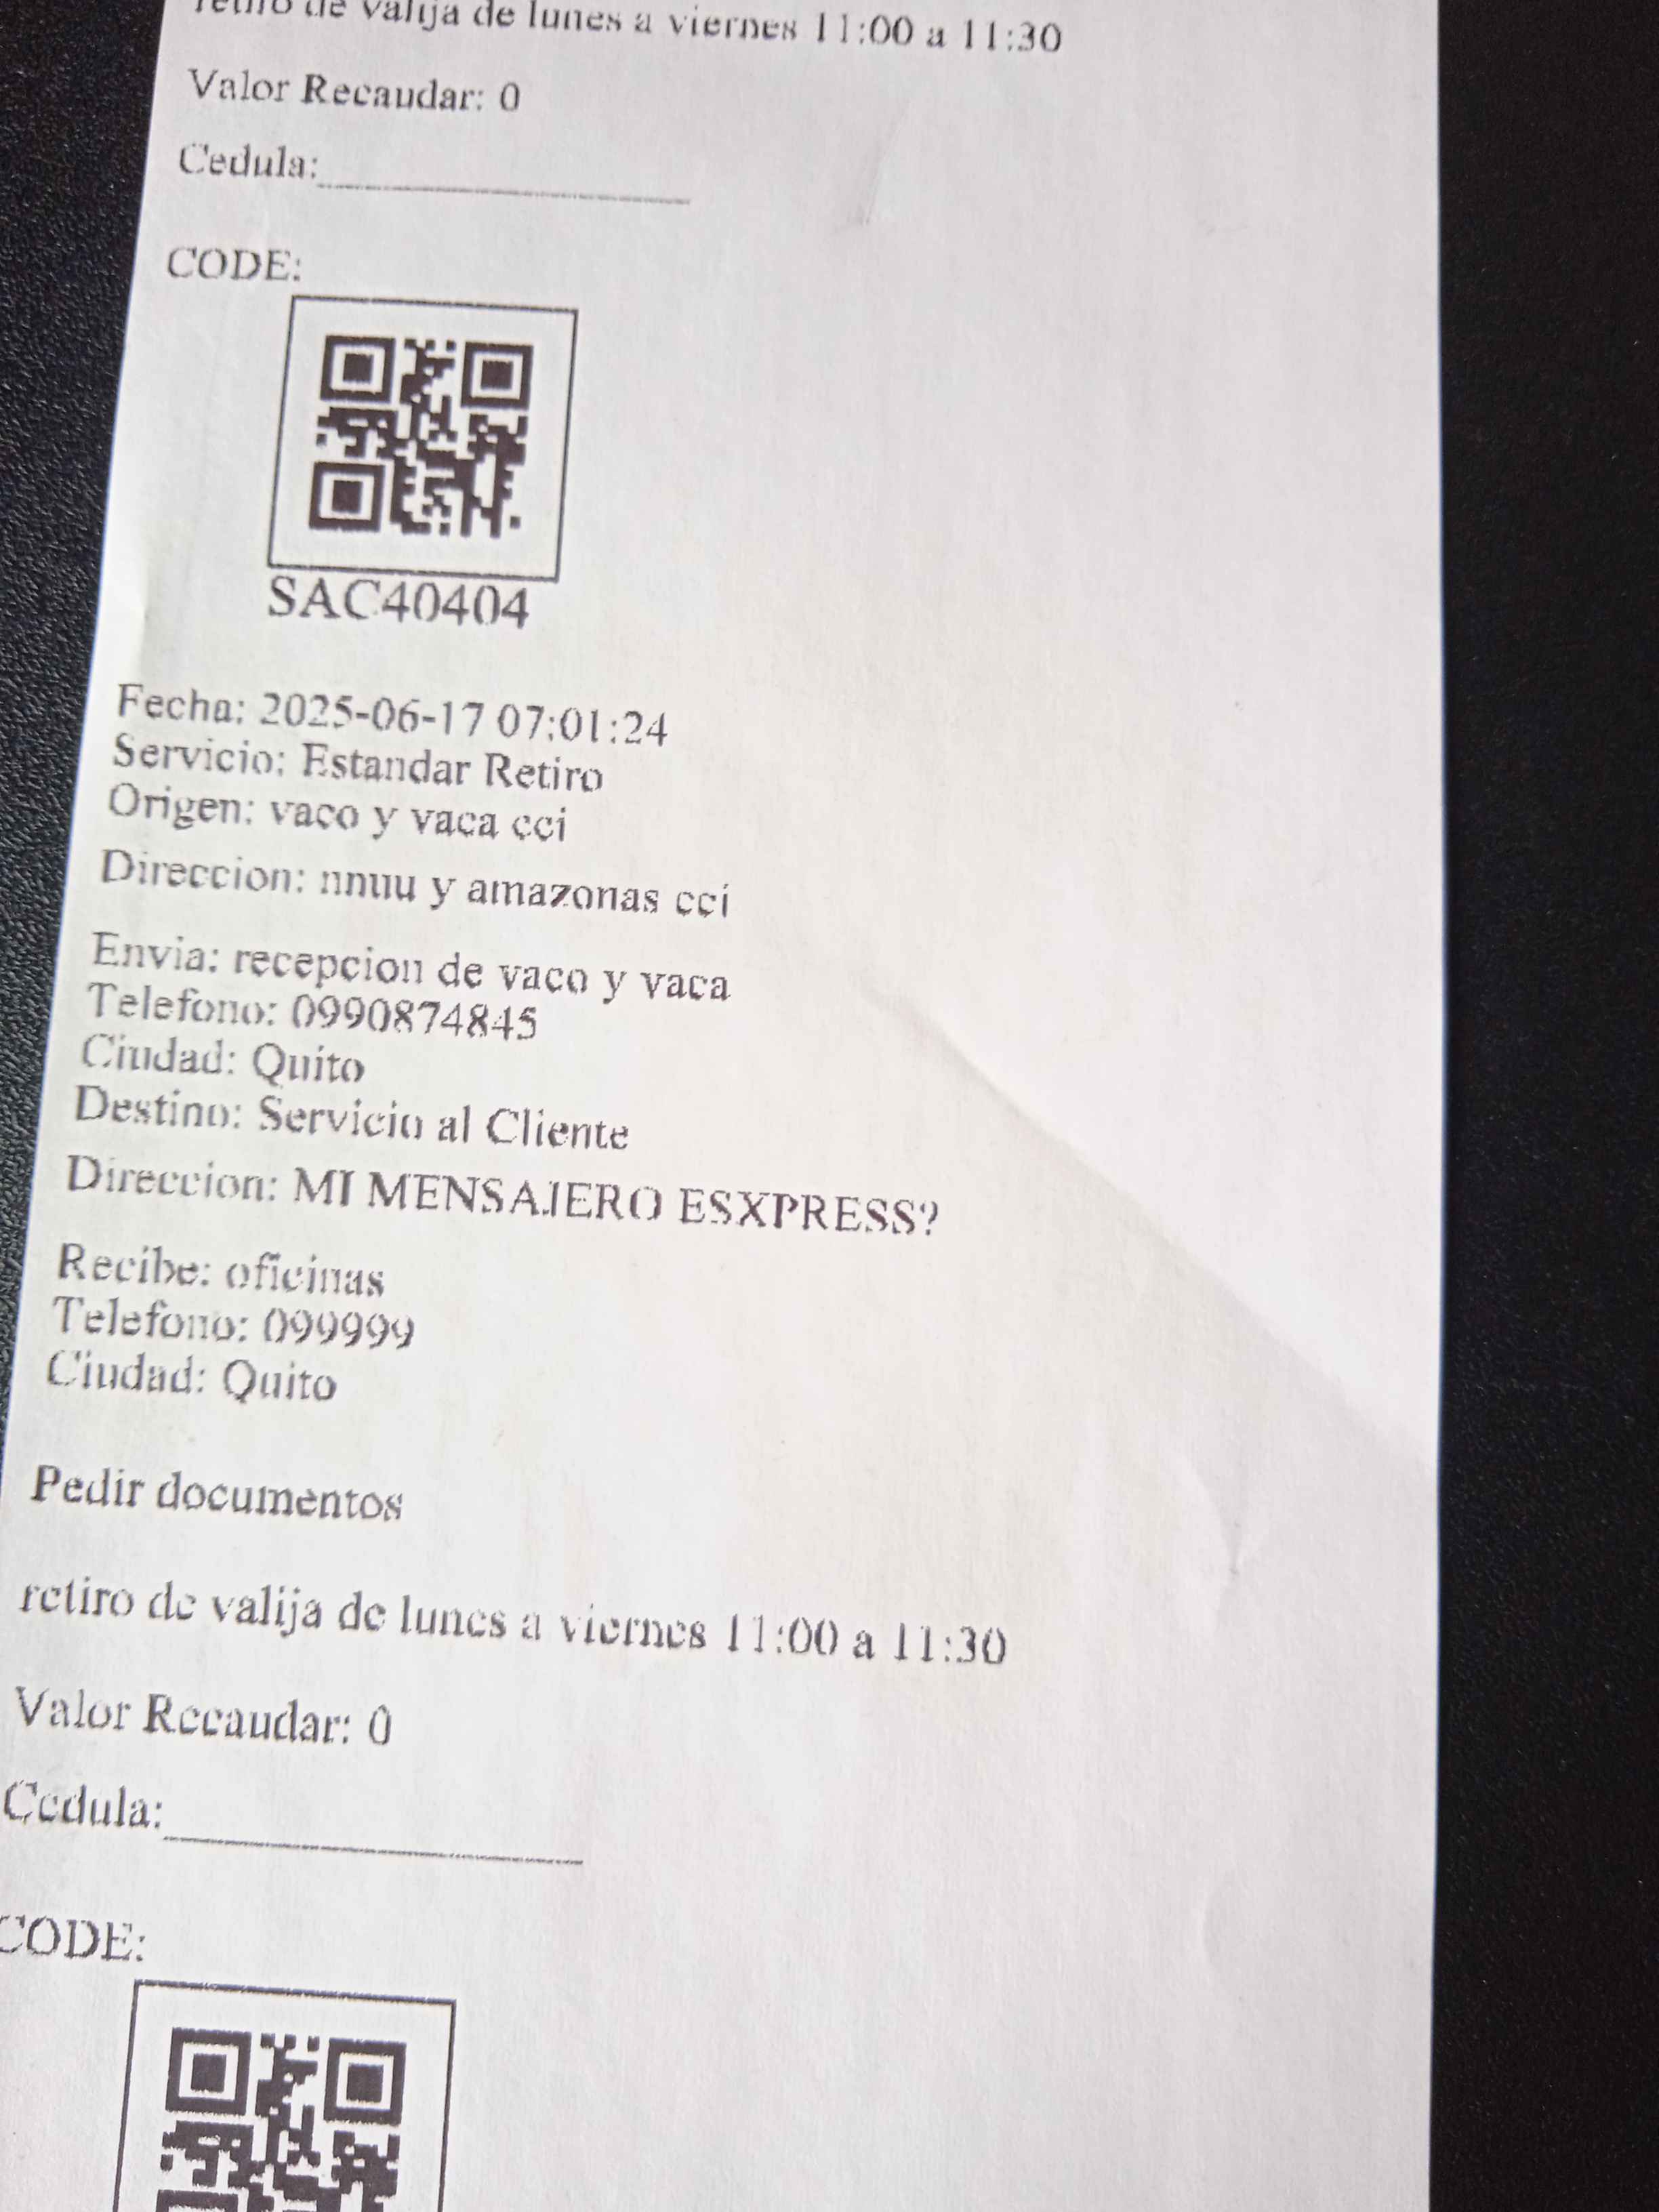 retiro de valija de lunes a viernes 11:00 a 11:30
Valor Recaudar: 0
Cedula:
CODE:
SAC40404
Fecha: 2025-06-17 07:01:24
Servicio: Estandar Retiro
Origen: vaco y vaca cci
Direccion: nnuu y amazonas cci
Envia: recepcion de vaco y vaca
Telefono: 0990874845
Ciudad: Quito
Destino: Servicio al Cliente
Direccion: MI MENSAJERO ESXPRESS?
Recibe: oficinas
Telefono: 099999
Ciudad: Quito
Pedir documentos
retiro de valija de lunes a viernes 11:00 a 11:30
Valor Recaudar: 0
Cedula:
CODE: